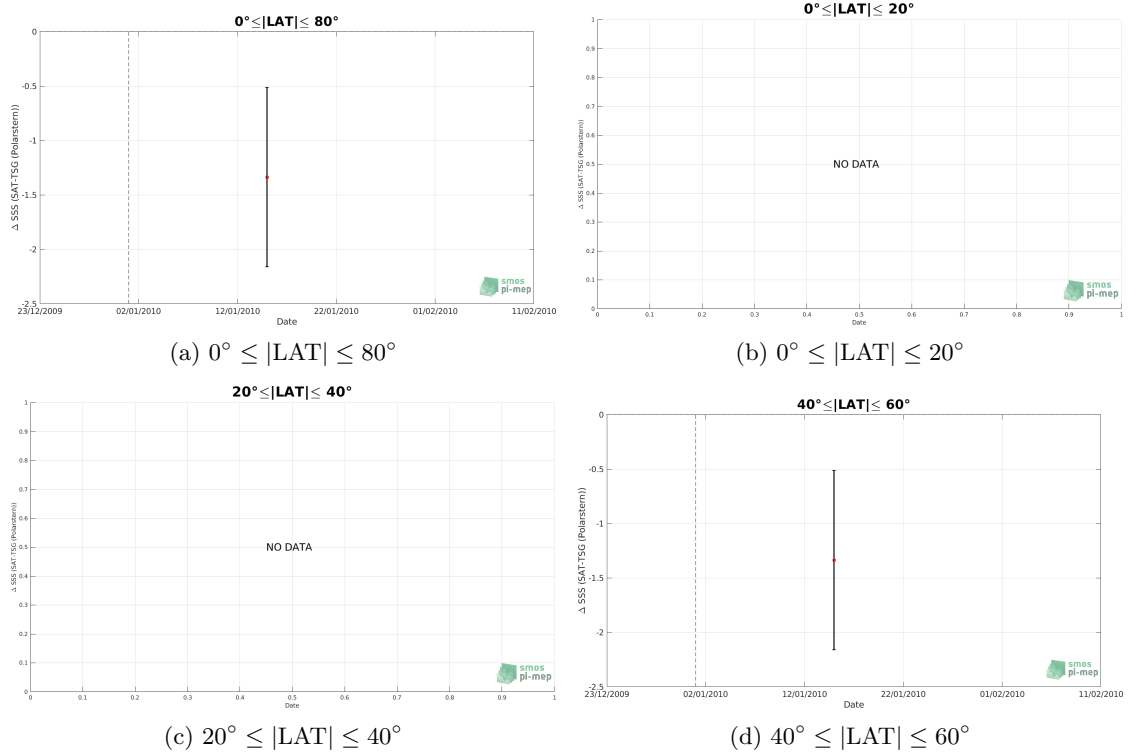 0°≤|LAT|≤ 80°
0
-0.5
-1
-1.5
-2
-2.5
Δ SSS (SAT-TSG (Polarstern))
23/12/2009 02/01/2010 12/01/2010 22/01/2010 01/02/2010 11/02/2010
Date
smos
pi-mep
(a) 0° ≤ |LAT| ≤ 80°
0°≤|LAT|≤ 20°
1
0.9
0.8
0.7
0.6
0.5
0.4
0.3
0.2
0.1
0
Δ SSS (SAT-TSG (Polarstern))
NO DATA
0 0.1 0.2 0.3 0.4 0.5 0.6 0.7 0.8 0.9 1
Date
smos
pi-mep
(b) 0° ≤ |LAT| ≤ 20°
20°≤|LAT|≤ 40°
1
0.9
0.8
0.7
0.6
0.5
0.4
0.3
0.2
0.1
0
Δ SSS (SAT-TSG (Polarstern))
NO DATA
0 0.1 0.2 0.3 0.4 0.5 0.6 0.7 0.8 0.9 1
Date
smos
pi-mep
(c) 20° ≤ |LAT| ≤ 40°
40°≤|LAT|≤ 60°
0
-0.5
-1
-1.5
-2
-2.5
Δ SSS (SAT-TSG (Polarstern))
23/12/2009 02/01/2010 12/01/2010 22/01/2010 01/02/2010 11/02/2010
Date
smos
pi-mep
(d) 40° ≤ |LAT| ≤ 60°